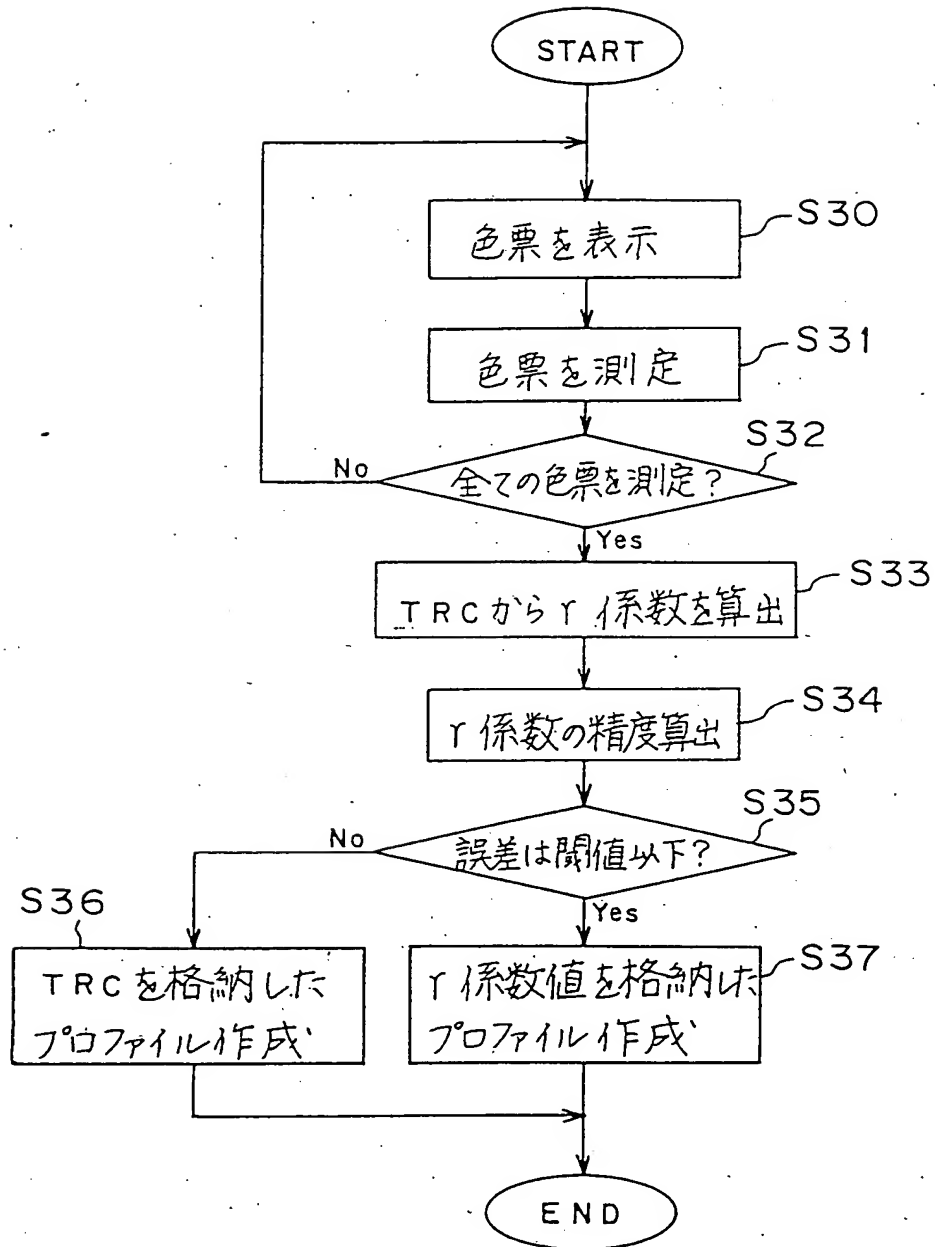 START
色票を表示
S30
色票を測定
S31
S32
全ての色票を測定?
No
Yes
TRCからγ係数を算出
S33
γ係数の精度算出
S34
S35
誤差は閾値以下?
No
Yes
S36
TRCを格納した
プロファイル作成
γ係数値を格納した
プロファイル作成
S37
END